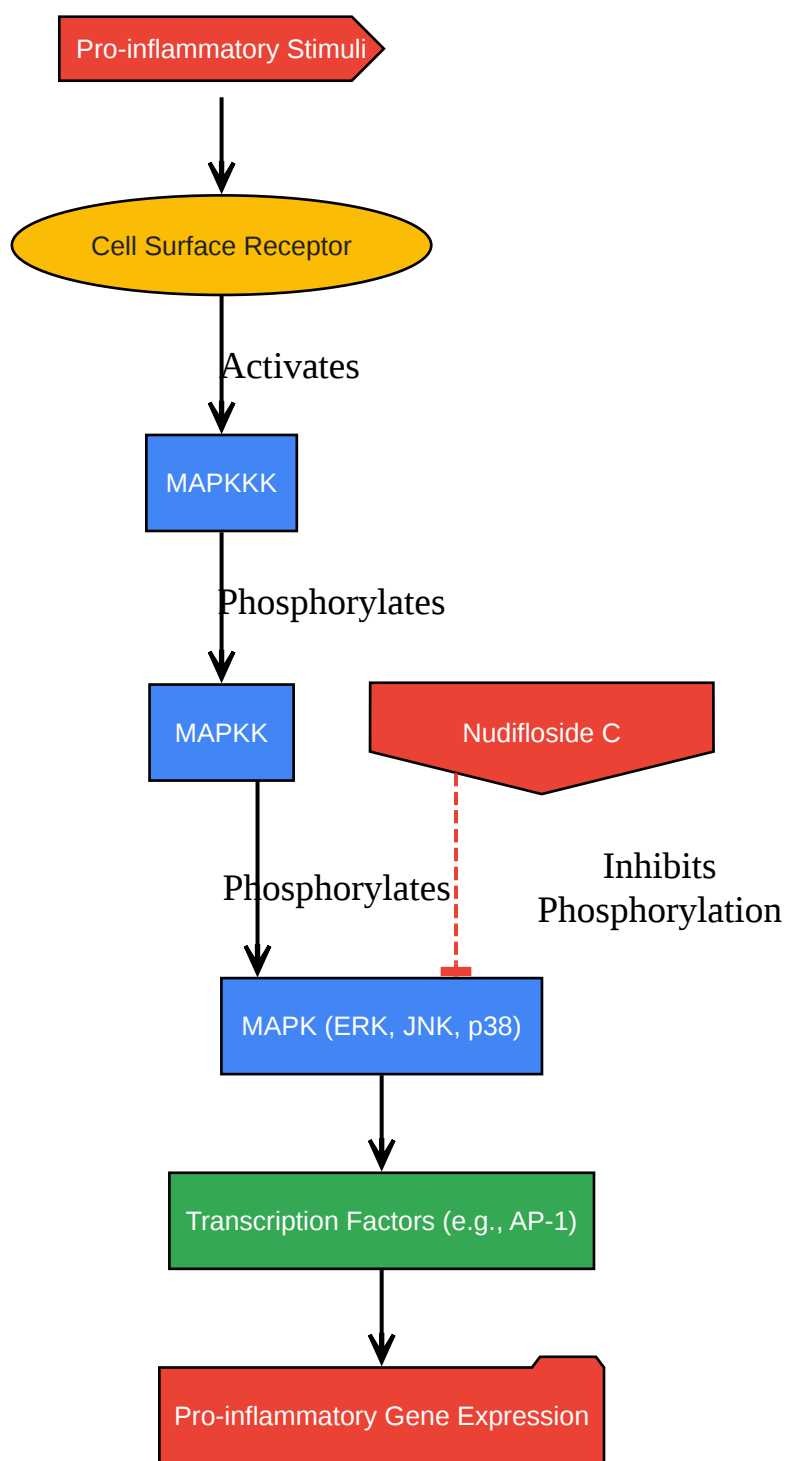 Pro-inflammatory Stimuli
Cell Surface Receptor
Activates
MAPKKK
Phosphorylates
MAPKK
Nudifloside C
Phosphorylates
Inhibits
Phosphorylation
MAPK (ERK, JNK, p38)
Transcription Factors (e.g., AP-1)
Pro-inflammatory Gene Expression